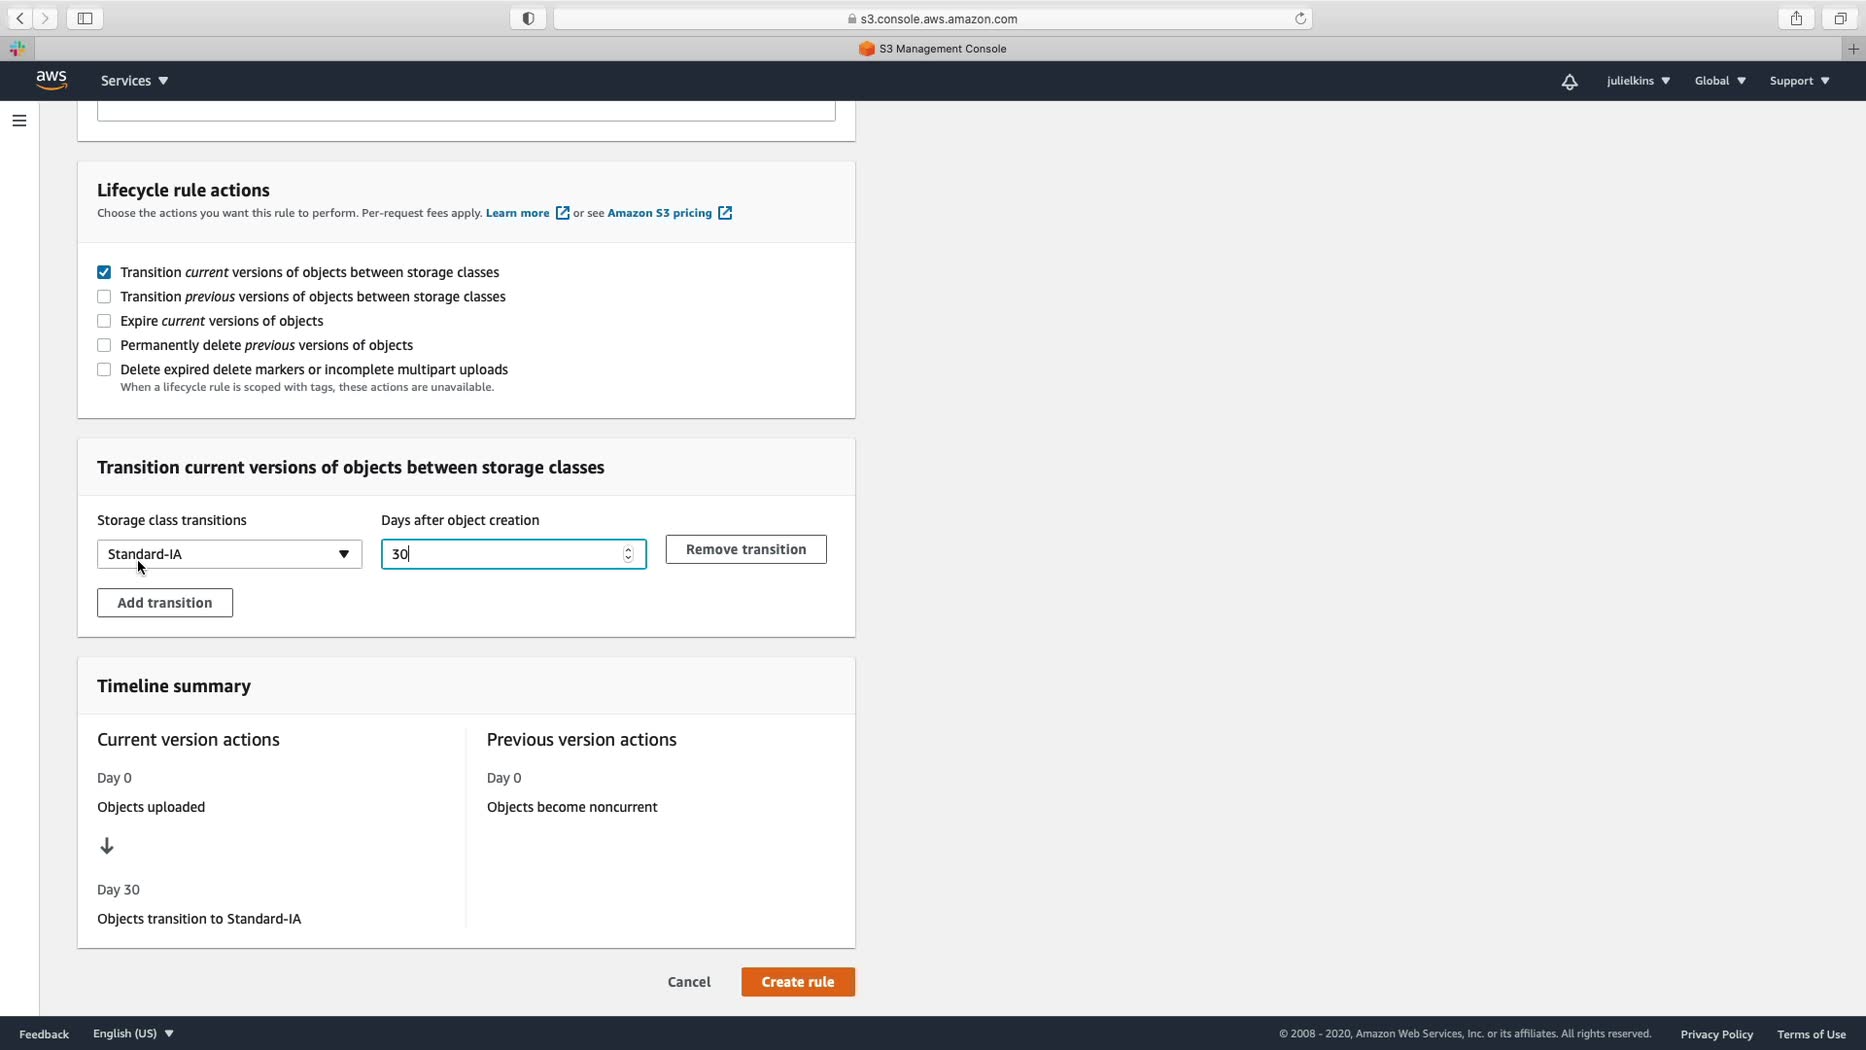 s3.console.aws.amazon.com
S3 Management Console
aws
Services
julielkins
Global
Support
Lifecycle rule actions
Choose the actions you want this rule to perform. Per-request fees apply. Learn more or see Amazon S3 pricing
Transition current versions of objects between storage classes
Transition previous versions of objects between storage classes
Expire current versions of objects
Permanently delete previous versions of objects
Delete expired delete markers or incomplete multipart uploads
When a lifecycle rule is scoped with tags, these actions are unavailable.
Transition current versions of objects between storage classes
Storage class transitions
Days after object creation
Standard-IA
30
Remove transition
Add transition
Timeline summary
Current version actions
Day 0
Objects uploaded
Day 30
Objects transition to Standard-IA
Previous version actions
Day 0
Objects become noncurrent
Cancel
Create rule
Feedback
English (US)
© 2008 - 2020, Amazon Web Services, Inc. or its affiliates. All rights reserved.
Privacy Policy
Terms of Use